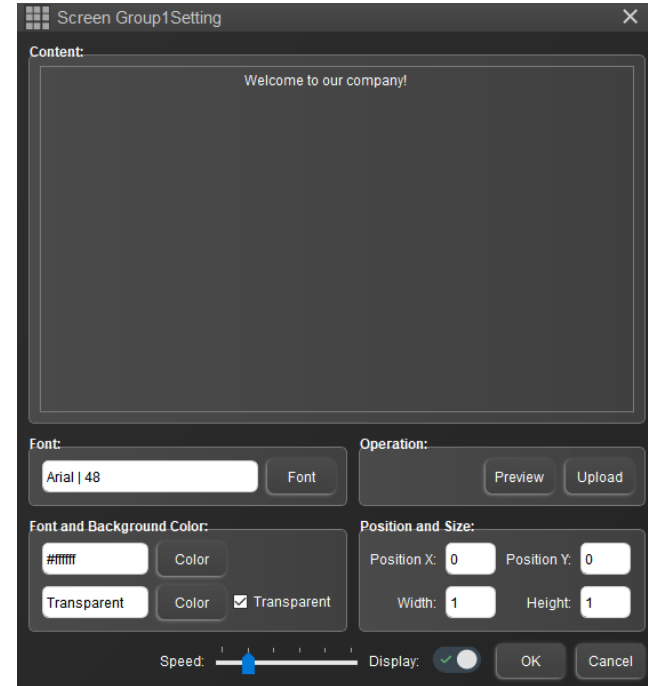 Screen Group1Setting
Content:
Welcome to our company!
Font:
Arial | 48
Font
Operation:
Preview
Upload
Font and Background Color:
#ffffff
Color
Transparent
Color
Transparent
Position and Size:
Position X: 0
Position Y: 0
Width: 1
Height: 1
Speed:
Display:
OK
Cancel